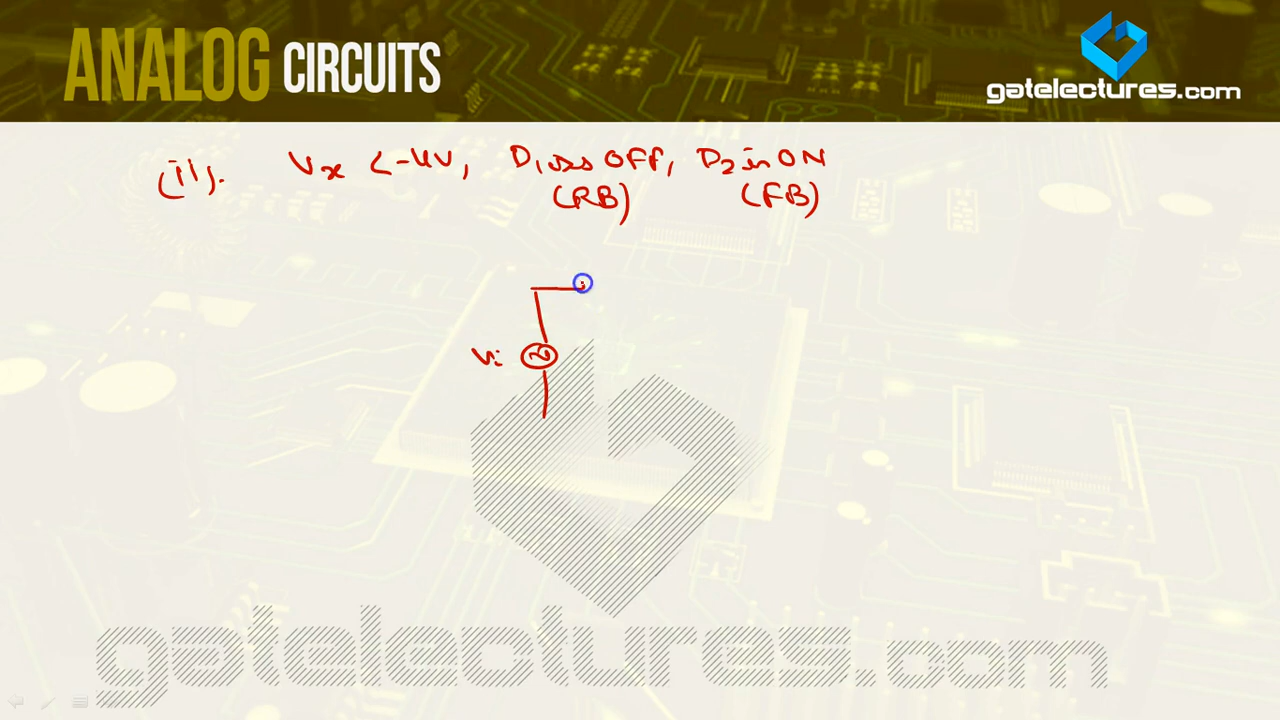 ANALOG CIRCUITS
gatelectures.com
(ii). Vx <-4V, D1 is OFF, D2 is ON
(RB) (FB)
Vi
gatelectures.com